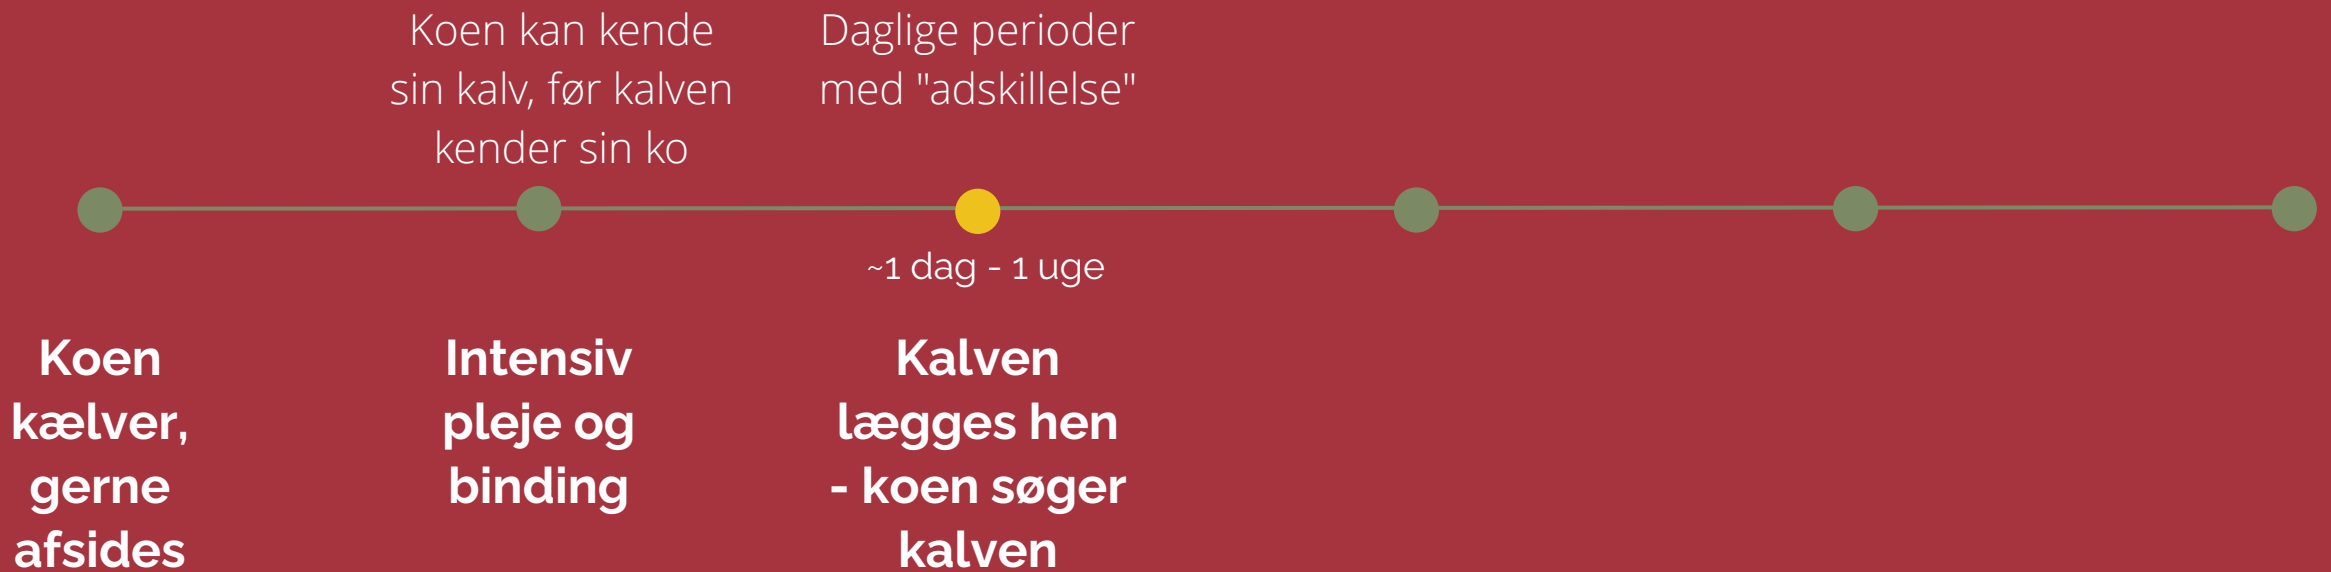 Koen kan kende
sin kalv, før kalven
kender sin ko
Daglige perioder
med "adskillelse"
~1 dag - 1 uge
Koen
kælver,
gerne
afsides
Intensiv
pleje og
binding
Kalven
lægges hen
- koen søger
kalven